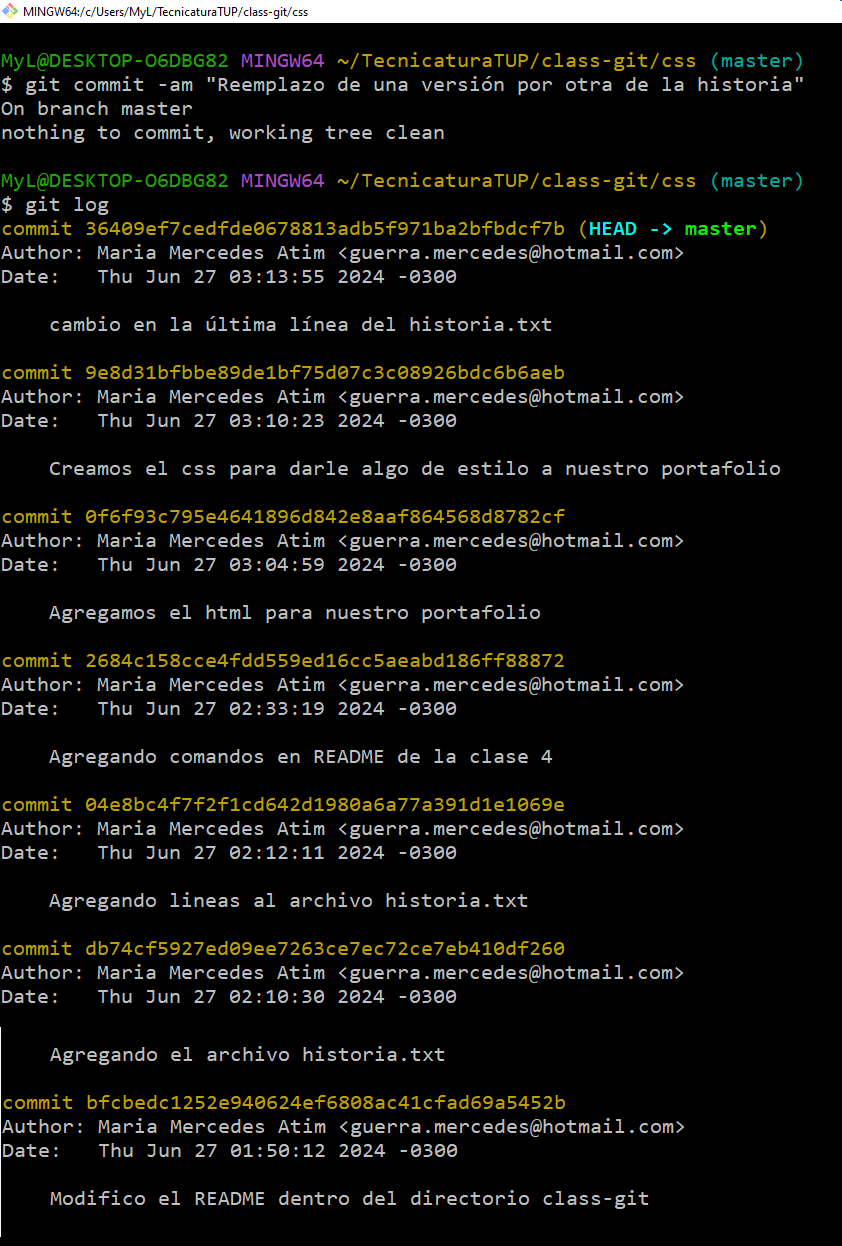 MINGW64:/c/Users/MyL/TecnicaturaTUP/class-git/css
MyL@DESKTOP-O6DBG82 MINGW64 ~/TecnicaturaTUP/class-git/css (master)
$ git commit -am "Reemplazo de una versión por otra de la historia"
On branch master
nothing to commit, working tree clean
MyL@DESKTOP-O6DBG82 MINGW64 ~/TecnicaturaTUP/class-git/css (master)
$ git log
commit 36409ef7cedfde0678813adb5f971ba2bfbdcf7b (HEAD -> master)
Author: Maria Mercedes Atim <guerra.mercedes@hotmail.com>
Date:   Thu Jun 27 03:13:55 2024 -0300
cambio en la última línea del historia.txt
commit 9e8d31bfbbe89de1bf75d07c3c08926bdc6b6aeb
Author: Maria Mercedes Atim <guerra.mercedes@hotmail.com>
Date:   Thu Jun 27 03:10:23 2024 -0300
Creamos el css para darle algo de estilo a nuestro portafolio
commit 0f6f93c795e4641896d842e8aaf864568d8782cf
Author: Maria Mercedes Atim <guerra.mercedes@hotmail.com>
Date:   Thu Jun 27 03:04:59 2024 -0300
Agregamos el html para nuestro portafolio
commit 2684c158cce4fdd559ed16cc5aeabd186ff88872
Author: Maria Mercedes Atim <guerra.mercedes@hotmail.com>
Date:   Thu Jun 27 02:33:19 2024 -0300
Agregando comandos en README de la clase 4
commit 04e8bc4f7f2f1cd642d1980a6a77a391d1e1069e
Author: Maria Mercedes Atim <guerra.mercedes@hotmail.com>
Date:   Thu Jun 27 02:12:11 2024 -0300
Agregando lineas al archivo historia.txt
commit db74cf5927ed09ee7263ce7ec72ce7eb410df260
Author: Maria Mercedes Atim <guerra.mercedes@hotmail.com>
Date:   Thu Jun 27 02:10:30 2024 -0300
Agregando el archivo historia.txt
commit bfcbedc1252e940624ef6808ac41cfad69a5452b
Author: Maria Mercedes Atim <guerra.mercedes@hotmail.com>
Date:   Thu Jun 27 01:50:12 2024 -0300
Modifico el README dentro del directorio class-git